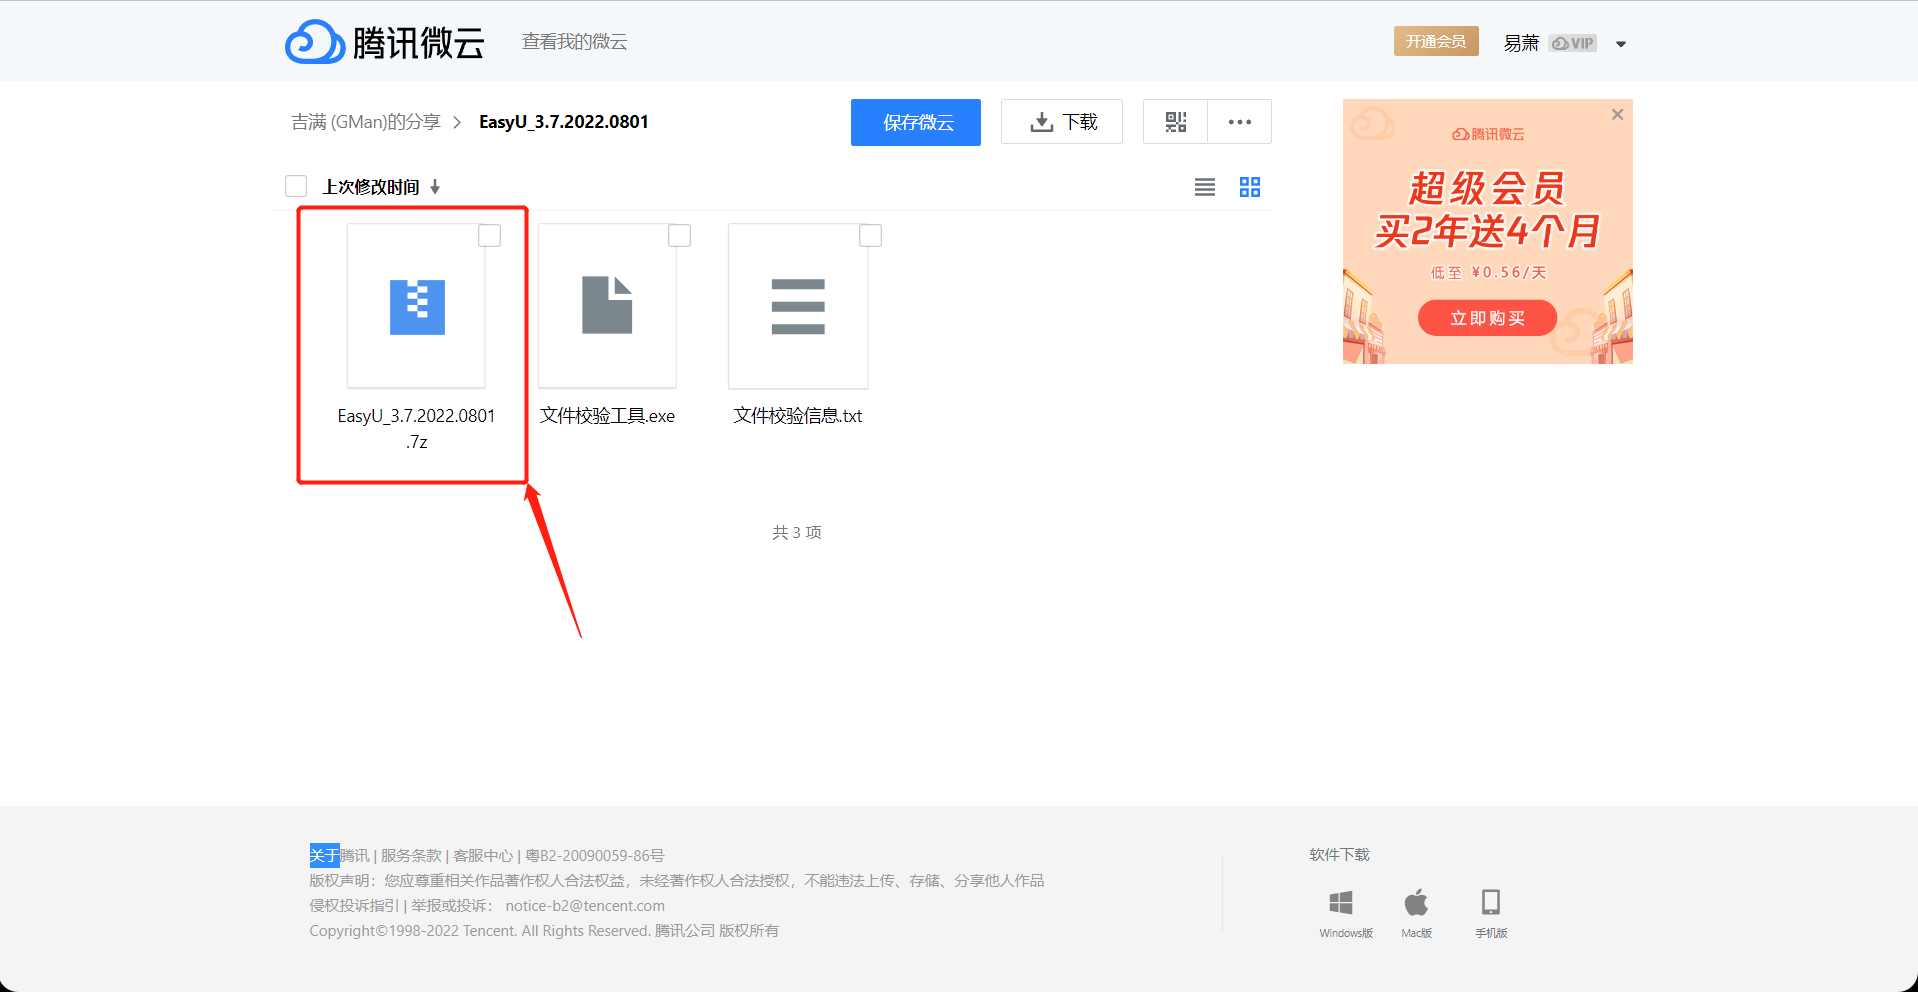 腾讯微云
查看我的微云
开通会员
易萧
VIP
吉满 (GMan)的分享 > EasyU_3.7.2022.0801
保存微云
下载
上次修改时间
EasyU_3.7.2022.0801
.7z
文件校验工具.exe
文件校验信息.txt
共 3 项
腾讯微云
超级会员
买2年送4个月
低至 ¥0.56/天
立即购买
关于腾讯 | 服务条款 | 客服中心 | 粤B2-20090059-86号
版权声明：您应尊重相关作品著作权人合法权益，未经著作权人合法授权，不能违法上传、存储、分享他人作品
侵权投诉指引 | 举报或投诉： notice-b2@tencent.com
Copyright©1998-2022 Tencent. All Rights Reserved. 腾讯公司 版权所有
软件下载
Windows版
Mac版
手机版